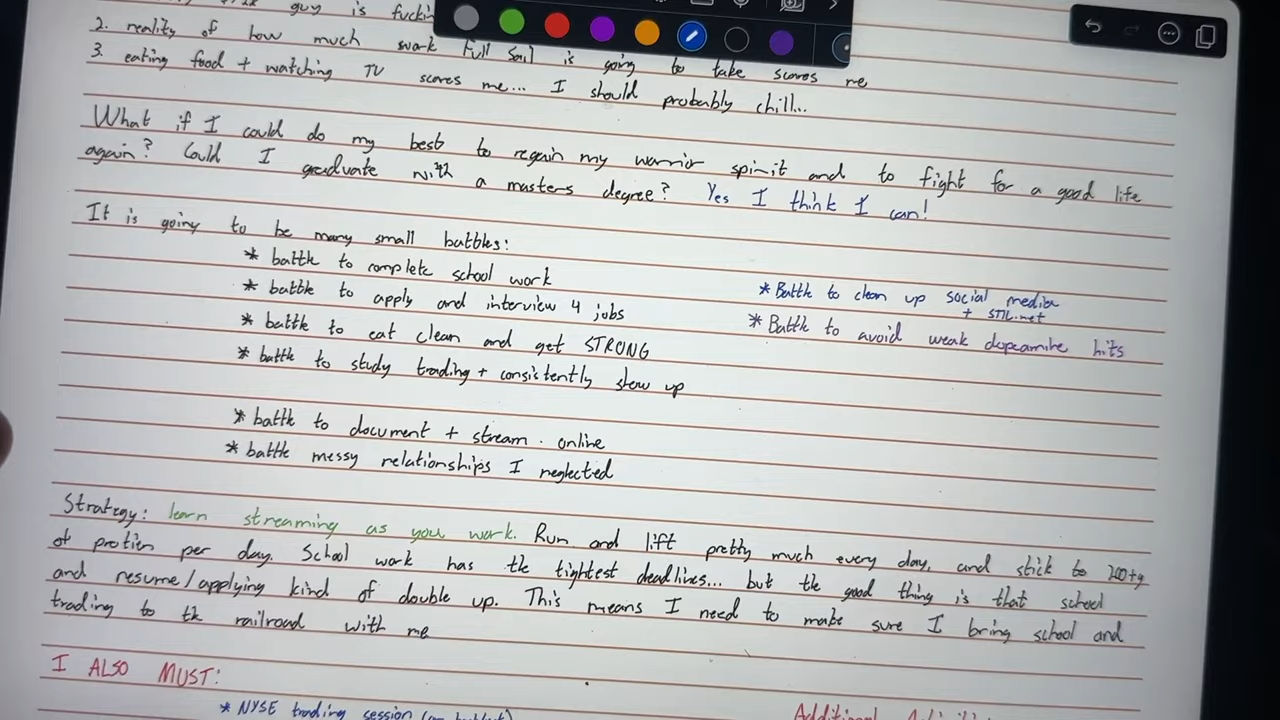 guy is
2. reality of how much work Full Sail is going to take scares me
3. eating food + watching TV scares me... I should probably chill...
What if I could do my best to regain my warrior spirit and to fight for a good life
again? Could I graduate with a masters degree? Yes I think I can!
It is going to be many small battles:
* battle to complete school work
* battle to apply and interview 4 jobs
* battle to eat clean and get STRONG
* battle to study trading + consistently show up
* Battle to clean up social media
+ STIL.net
* Battle to avoid weak dopeamine hits
* battle to document + stream online
* battle messy relationships I neglected
Strategy: learn streaming as you work. Run and lift pretty much every day, and stick to 200+g
of protien per day. School work has the tightest deadlines... but the good thing is that school
and resume/applying kind of double up. This means I need to make sure I bring school and
trading to the railroad with me
I ALSO MUST:
* NYSE trading session
Additional